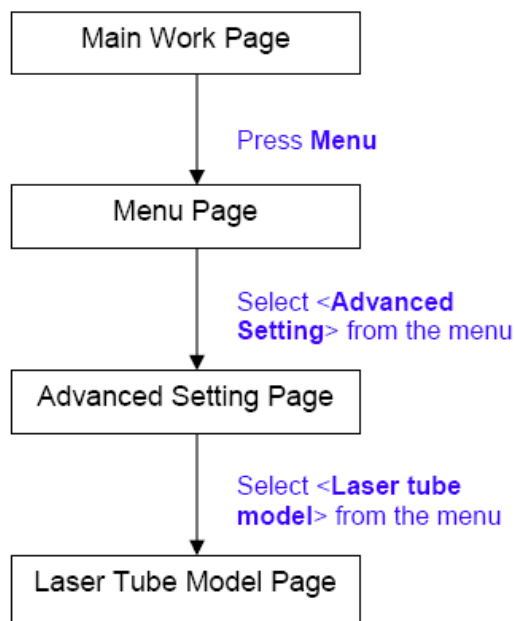 Main Work Page
Press Menu
Menu Page
Select <Advanced
Setting> from the menu
Advanced Setting Page
Select <Laser tube
model> from the menu
Laser Tube Model Page